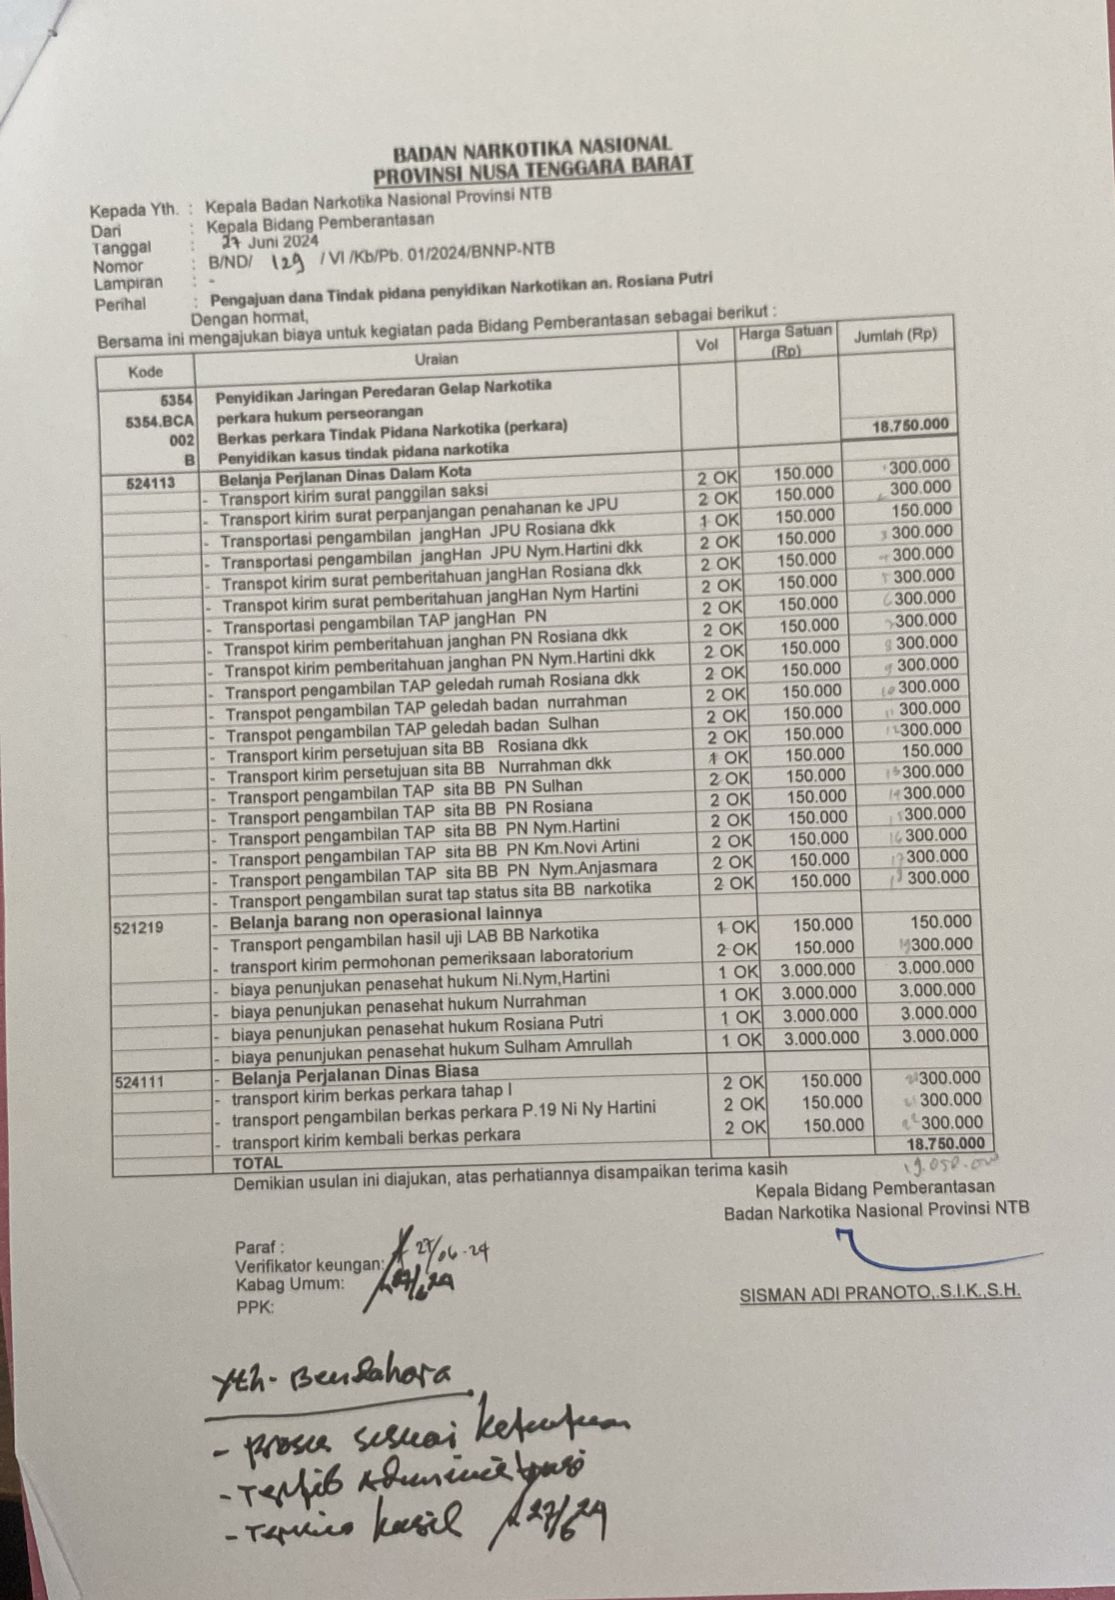 BADAN NARKOTIKA NASIONAL
PROVINSI NUSA TENGGARA BARAT
Kepada Yth. : Kepala Badan Narkotika Nasional Provinsi NTB
Dari : Kepala Bidang Pemberantasan
Tanggal : 27 Juni 2024
Nomor : B/ND/ 129 / VI /Kb/Pb. 01/2024/BNNP-NTB
Lampiran : -
Perihal : Pengajuan dana Tindak pidana penyidikan Narkotikan an. Rosiana Putri
Dengan hormat,
Bersama ini mengajukan biaya untuk kegiatan pada Bidang Pemberantasan sebagai berikut :
Kode Uraian Vol Harga Satuan (Rp) Jumlah (Rp)
5354 Penyidikan Jaringan Peredaran Gelap Narkotika
5354.BCA perkara hukum perseorangan
002 Berkas perkara Tindak Pidana Narkotika (perkara) 18.750.000
B Penyidikan kasus tindak pidana narkotika
524113 Belanja Perjlanan Dinas Dalam Kota
- Transport kirim surat panggilan saksi 2 OK 150.000 300.000
- Transport kirim surat perpanjangan penahanan ke JPU 2 OK 150.000 300.000
- Transportasi pengambilan jangHan JPU Rosiana dkk 1 OK 150.000 150.000
- Transportasi pengambilan jangHan JPU Nym.Hartini dkk 2 OK 150.000 300.000
- Transpot kirim surat pemberitahuan jangHan Rosiana dkk 2 OK 150.000 300.000
- Transpot kirim surat pemberitahuan jangHan Nym Hartini 2 OK 150.000 300.000
- Transportasi pengambilan TAP jangHan PN 2 OK 150.000 300.000
- Transpot kirim pemberitahuan janghan PN Rosiana dkk 2 OK 150.000 300.000
- Transpot kirim pemberitahuan janghan PN Nym.Hartini dkk 2 OK 150.000 300.000
- Transport pengambilan TAP geledah rumah Rosiana dkk 2 OK 150.000 300.000
- Transpot pengambilan TAP geledah badan nurrahman 2 OK 150.000 300.000
- Transpot pengambilan TAP geledah badan Sulhan 2 OK 150.000 300.000
- Transport kirim persetujuan sita BB Rosiana dkk 2 OK 150.000 300.000
- Transport kirim persetujuan sita BB Nurrahman dkk 1 OK 150.000 150.000
- Transport pengambilan TAP sita BB PN Sulhan 2 OK 150.000 300.000
- Transport pengambilan TAP sita BB PN Rosiana 2 OK 150.000 300.000
- Transport pengambilan TAP sita BB PN Nym.Hartini 2 OK 150.000 300.000
- Transport pengambilan TAP sita BB PN Km.Novi Artini 2 OK 150.000 300.000
- Transport pengambilan TAP sita BB PN Nym.Anjasmara 2 OK 150.000 300.000
- Transport pengambilan surat tap status sita BB narkotika 2 OK 150.000 300.000
521219 - Belanja barang non operasional lainnya
- Transport pengambilan hasil uji LAB BB Narkotika 1 OK 150.000 150.000
- transport kirim permohonan pemeriksaan laboratorium 2 OK 150.000 300.000
- biaya penunjukan penasehat hukum Ni.Nym,Hartini 1 OK 3.000.000 3.000.000
- biaya penunjukan penasehat hukum Nurrahman 1 OK 3.000.000 3.000.000
- biaya penunjukan penasehat hukum Rosiana Putri 1 OK 3.000.000 3.000.000
- biaya penunjukan penasehat hukum Sulham Amrullah 1 OK 3.000.000 3.000.000
524111 - Belanja Perjalanan Dinas Biasa
- transport kirim berkas perkara tahap I 2 OK 150.000 300.000
- transport pengambilan berkas perkara P.19 Ni Ny Hartini 2 OK 150.000 300.000
- transport kirim kembali berkas perkara 2 OK 150.000 300.000
TOTAL 18.750.000
19.050.000
Demikian usulan ini diajukan, atas perhatiannya disampaikan terima kasih
Kepala Bidang Pemberantasan
Badan Narkotika Nasional Provinsi NTB
Paraf :
Verifikator keungan: 27/06-24
Kabag Umum: 27/6 24
PPK:
SISMAN ADI PRANOTO,.S.I.K.,S.H.
Yth- Bendahara
- proses sesuai ketentuan
- Tertib Administrasi
- hasil 27/6 24